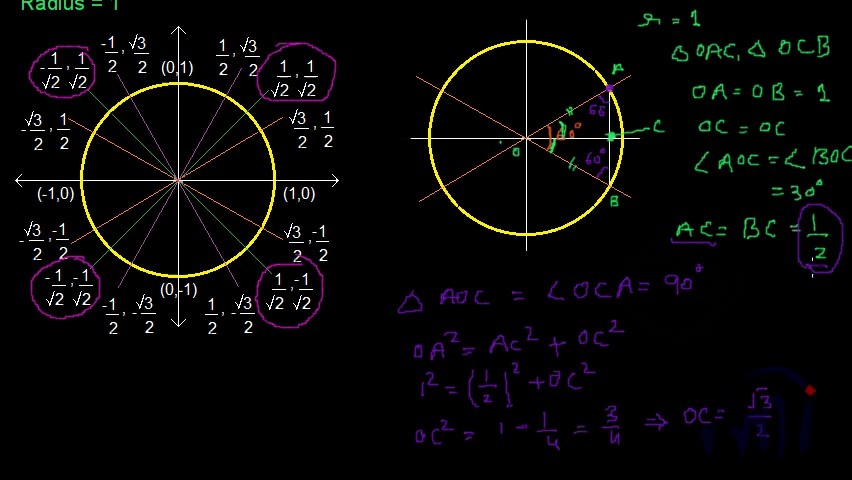 Radius = 1
-1/2, √3/2
1/2, √3/2
-1/√2, 1/√2
(0,1)
1/√2, 1/√2
-√3/2, 1/2
√3/2, 1/2
(-1,0)
(1,0)
-√3/2, -1/2
√3/2, -1/2
-1/√2, -1/√2
(0,-1)
1/√2, -1/√2
-1/2, -√3/2
1/2, -√3/2
A
60°
C
O
60°
B
r = 1
△ OAC, △ OCB
OA = OB = 1
OC = OC
∠AOC = ∠BOC
= 30°
AC = BC = 1/2
△ AOC = ∠OCA = 90°
OA² = AC² + OC²
1² = (1/2)² + OC²
OC² = 1 - 1/4 = 3/4 ⇒ OC = √3/2